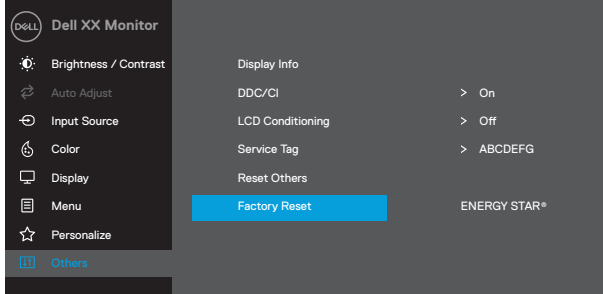 DELL Dell XX Monitor
Brightness / Contrast
Auto Adjust
Input Source
Color
Display
Menu
Personalize
Others
Display Info
DDC/CI > On
LCD Conditioning > Off
Service Tag > ABCDEFG
Reset Others
Factory Reset ENERGY STAR®